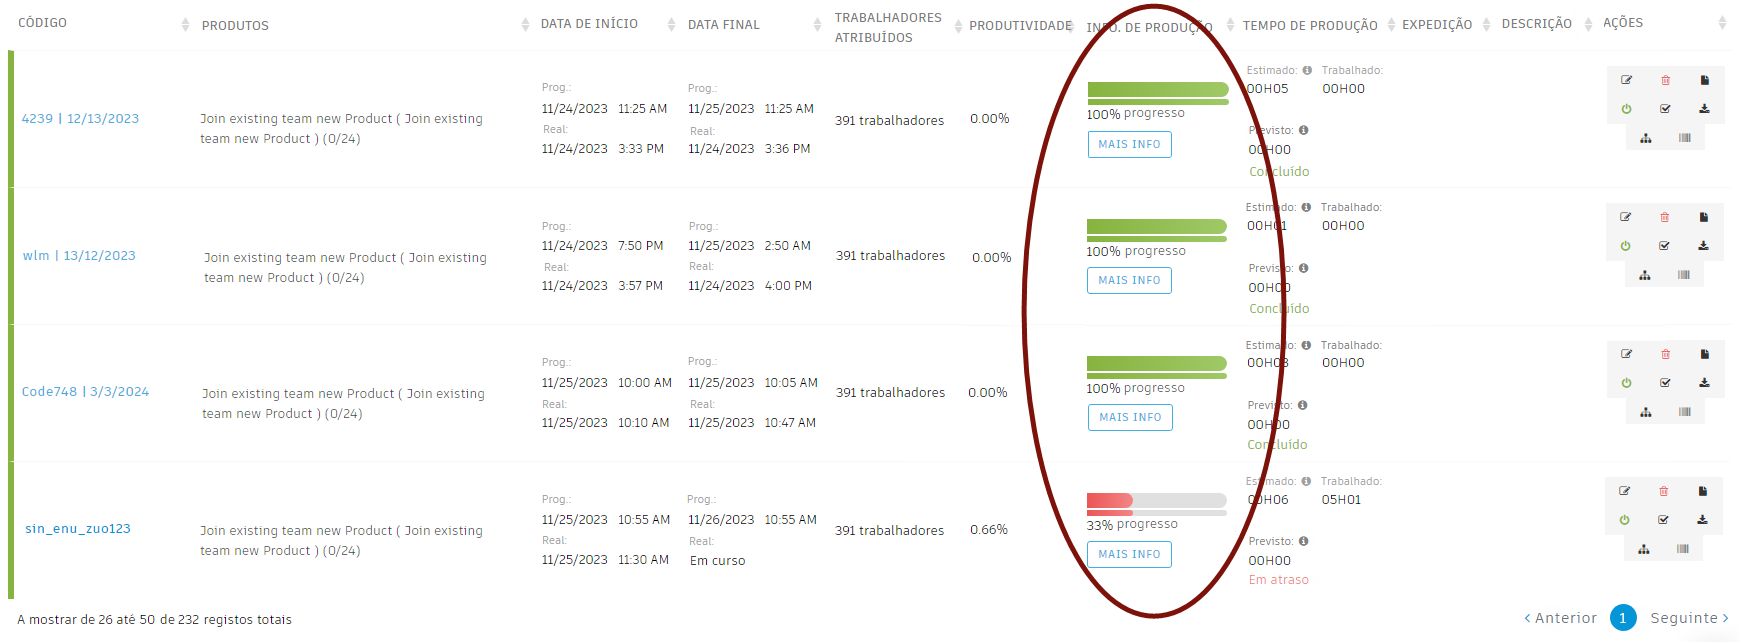 CÓDIGO PRODUTOS DATA DE INÍCIO DATA FINAL TRABALHADORES ATRIBUÍDOS PRODUTIVIDADE INFO. DE PRODUÇÃO TEMPO DE PRODUÇÃO EXPEDIÇÃO DESCRIÇÃO AÇÕES
4239 | 12/13/2023
Join existing team new Product ( Join existing
team new Product ) (0/24)
Prog.:
11/24/2023 11:25 AM
Real:
11/24/2023 3:33 PM
Prog.:
11/25/2023 11:25 AM
Real:
11/24/2023 3:36 PM
391 trabalhadores
0.00%
100% progresso
MAIS INFO
Estimado: Trabalhado:
00H05 00H00
Previsto:
00H00
Concluído
wlm | 13/12/2023
Join existing team new Product ( Join existing
team new Product ) (0/24)
Prog.:
11/24/2023 7:50 PM
Real:
11/24/2023 3:57 PM
Prog.:
11/25/2023 2:50 AM
Real:
11/24/2023 4:00 PM
391 trabalhadores
0.00%
100% progresso
MAIS INFO
Estimado: Trabalhado:
00H01 00H00
Previsto:
00H00
Concluído
Code748 | 3/3/2024
Join existing team new Product ( Join existing
team new Product ) (0/24)
Prog.:
11/25/2023 10:00 AM
Real:
11/25/2023 10:10 AM
Prog.:
11/25/2023 10:05 AM
Real:
11/25/2023 10:47 AM
391 trabalhadores
0.00%
100% progresso
MAIS INFO
Estimado: Trabalhado:
00H03 00H00
Previsto:
00H00
Concluído
sin_enu_zuo123
Join existing team new Product ( Join existing
team new Product ) (0/24)
Prog.:
11/25/2023 10:55 AM
Real:
11/25/2023 11:30 AM
Prog.:
11/26/2023 10:55 AM
Real:
Em curso
391 trabalhadores
0.66%
33% progresso
MAIS INFO
Estimado: Trabalhado:
00H06 05H01
Previsto:
00H00
Em atraso
A mostrar de 26 até 50 de 232 registos totais
‹ Anterior 1 Seguinte ›